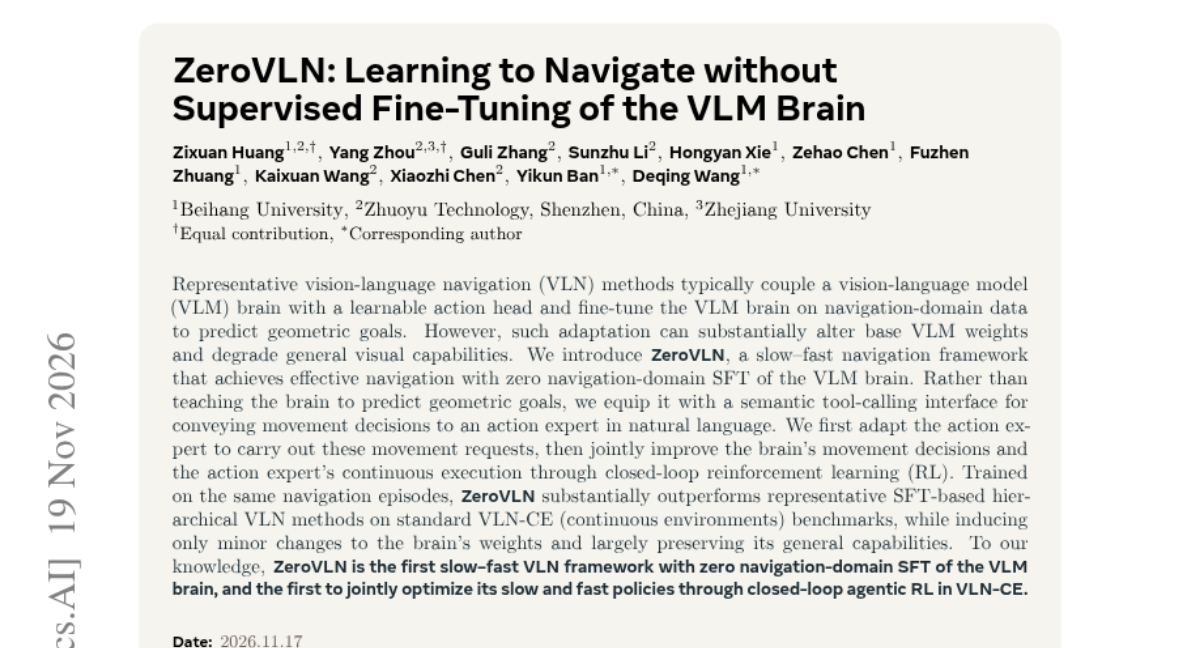 ZeroVLN: Learning to Navigate without
Supervised Fine-Tuning of the VLM Brain
Zixuan Huang1,2,†, Yang Zhou2,3,†, Guli Zhang2, Sunzhu Li2, Hongyan Xie1, Zehao Chen1, Fuzhen
Zhuang1, Kaixuan Wang2, Xiaozhi Chen2, Yikun Ban1,*, Deqing Wang1,*
1Beihang University, 2Zhuoyu Technology, Shenzhen, China, 3Zhejiang University
†Equal contribution, *Corresponding author
Representative vision-language navigation (VLN) methods typically couple a vision-language model
(VLM) brain with a learnable action head and fine-tune the VLM brain on navigation-domain data
to predict geometric goals. However, such adaptation can substantially alter base VLM weights
and degrade general visual capabilities. We introduce ZeroVLN, a slow–fast navigation framework
that achieves effective navigation with zero navigation-domain SFT of the VLM brain. Rather than
teaching the brain to predict geometric goals, we equip it with a semantic tool-calling interface for
conveying movement decisions to an action expert in natural language. We first adapt the action ex-
pert to carry out these movement requests, then jointly improve the brain's movement decisions and
the action expert's continuous execution through closed-loop reinforcement learning (RL). Trained
on the same navigation episodes, ZeroVLN substantially outperforms representative SFT-based hier-
archical VLN methods on standard VLN-CE (continuous environments) benchmarks, while inducing
only minor changes to the brain's weights and largely preserving its general capabilities. To our
knowledge, ZeroVLN is the first slow–fast VLN framework with zero navigation-domain SFT of the VLM
brain, and the first to jointly optimize its slow and fast policies through closed-loop agentic RL in VLN-CE.
Date: 2026.11.17
cs.AI] 19 Nov 2026